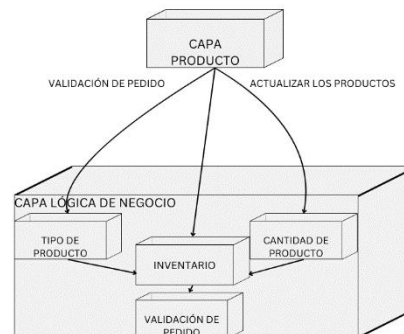 CAPA
PRODUCTO
VALIDACIÓN DE PEDIDO
ACTUALIZAR LOS PRODUCTOS
CAPA LÓGICA DE NEGOCIO
TIPO DE
PRODUCTO
CANTIDAD DE
PRODUCTO
INVENTARIO
VALIDACIÓN DE
PEDIDO